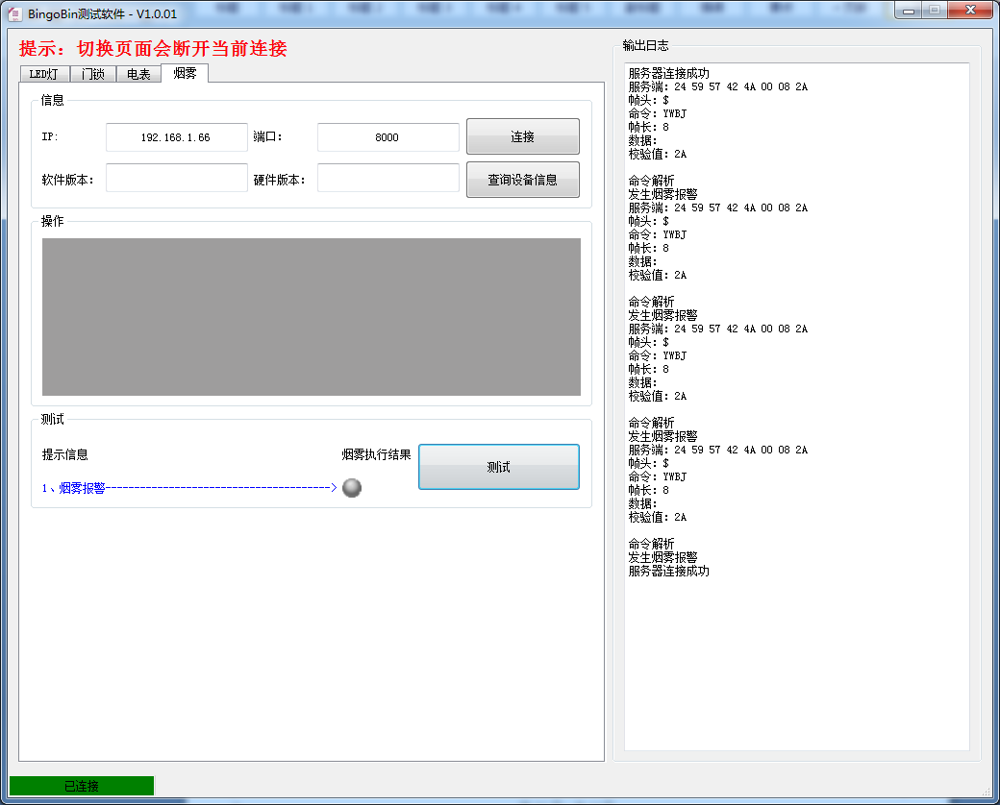 BingoBin测试软件 - V1.0.01
提示：切换页面会断开当前连接
LED灯 门锁 电表 烟雾
信息
IP: 192.168.1.66 端口： 8000 连接
软件版本： 硬件版本： 查询设备信息
操作
测试
提示信息 烟雾执行结果 测试
1、烟雾报警--------------------------------------->
已连接
输出日志
服务器连接成功
服务端：24 59 57 42 4A 00 08 2A
帧头：$
命令：YWBJ
帧长：8
数据：
校验值：2A
命令解析
发生烟雾报警
服务端：24 59 57 42 4A 00 08 2A
帧头：$
命令：YWBJ
帧长：8
数据：
校验值：2A
命令解析
发生烟雾报警
服务端：24 59 57 42 4A 00 08 2A
帧头：$
命令：YWBJ
帧长：8
数据：
校验值：2A
命令解析
发生烟雾报警
服务端：24 59 57 42 4A 00 08 2A
帧头：$
命令：YWBJ
帧长：8
数据：
校验值：2A
命令解析
发生烟雾报警
服务器连接成功